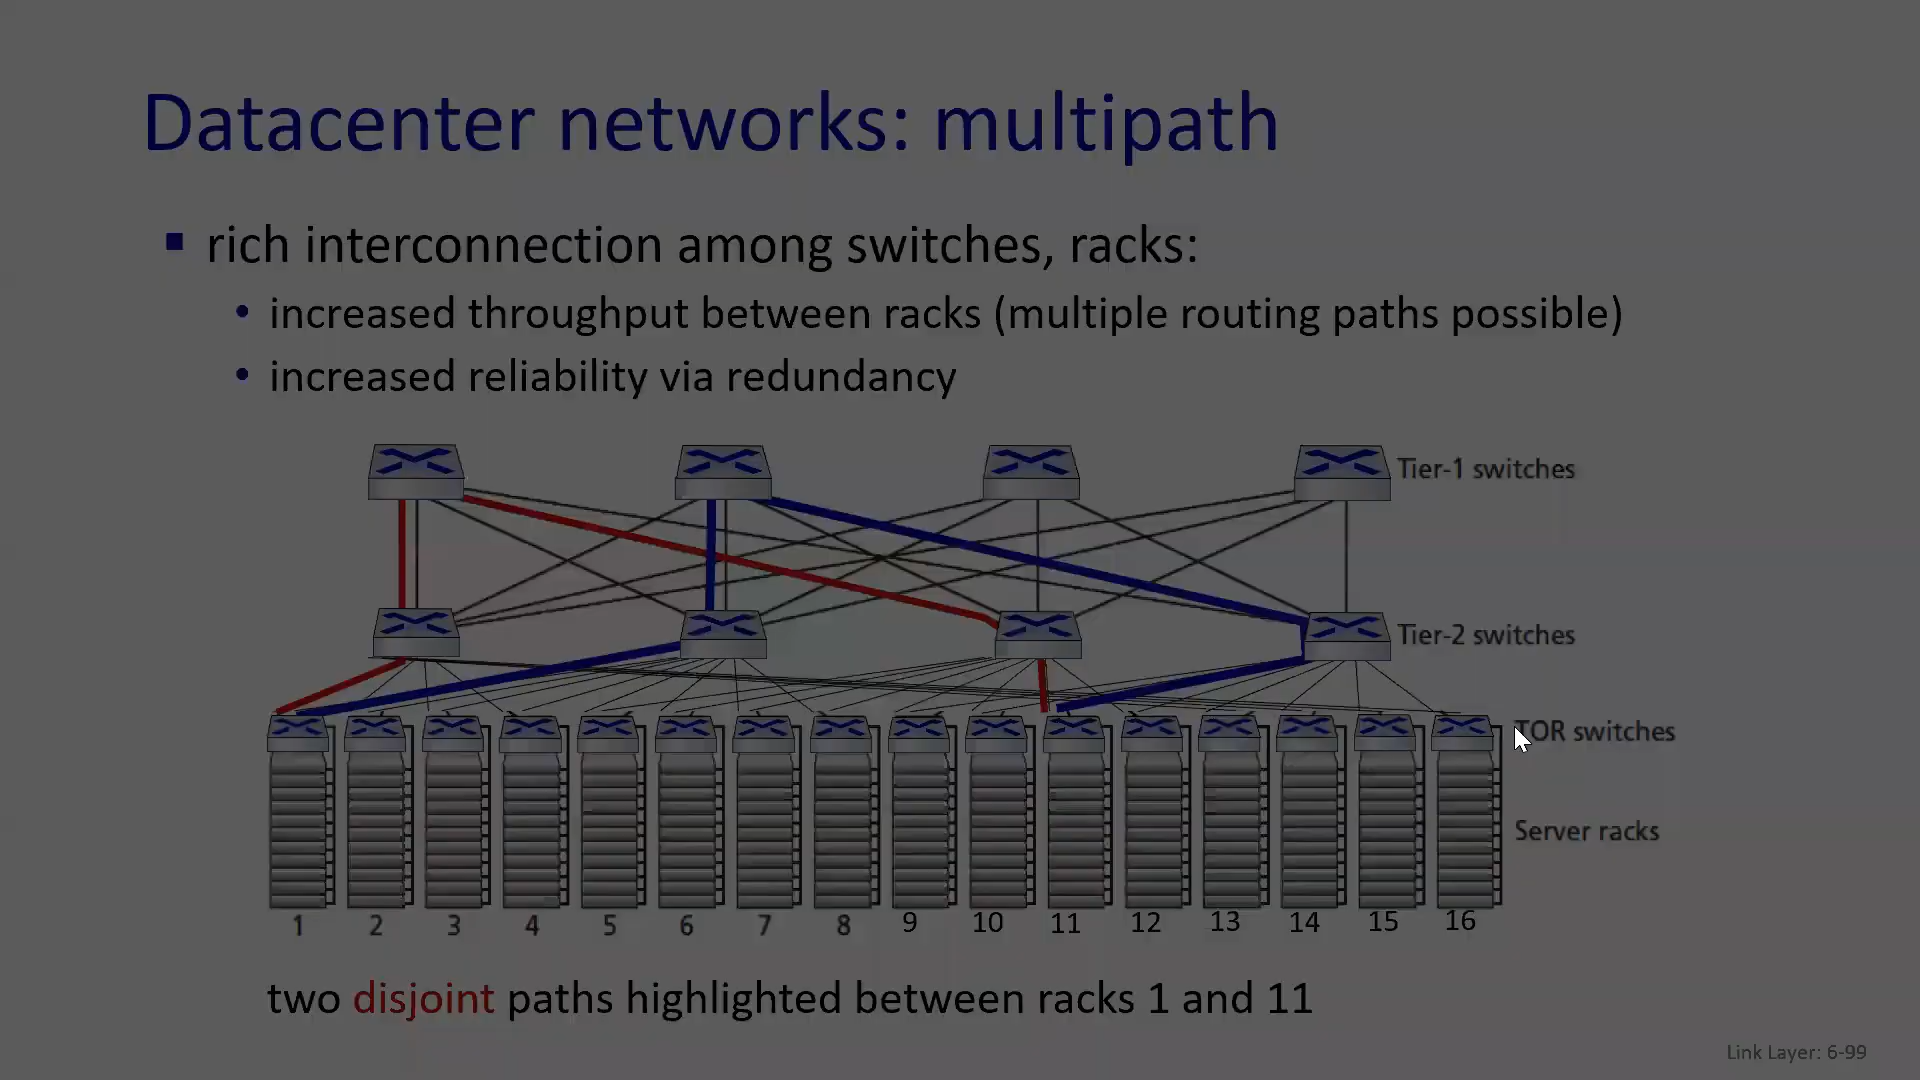 Datacenter networks: multipath
▪ rich interconnection among switches, racks:
• increased throughput between racks (multiple routing paths possible)
• increased reliability via redundancy
Tier-1 switches
Tier-2 switches
TOR switches
Server racks
1 2 3 4 5 6 7 8 9 10 11 12 13 14 15 16
two disjoint paths highlighted between racks 1 and 11
Link Layer: 6-99